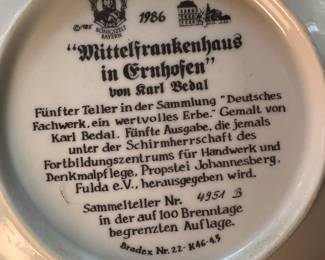 1986
KÖNIGSZELT
BAYERN
"Mittelfrankenhaus
in Ernhofen"
von Karl Bedal
Fünfter Teller in der Sammlung "Deutsches
Fachwerk, ein wertvolles Erbe." Gemalt von
Karl Bedal. Fünfte Ausgabe, die jemals
unter der Schirmherrschaft des
Fortbildungszentrums für Handwerk und
Denkmalpflege, Propstei Johannesberg,
Fulda e.V., herausgegeben wird.
Sammelteller Nr. 4951 B
in der auf 100 Brenntage
begrenzten Auflage.
Bradex Nr. 22-K46-4.5